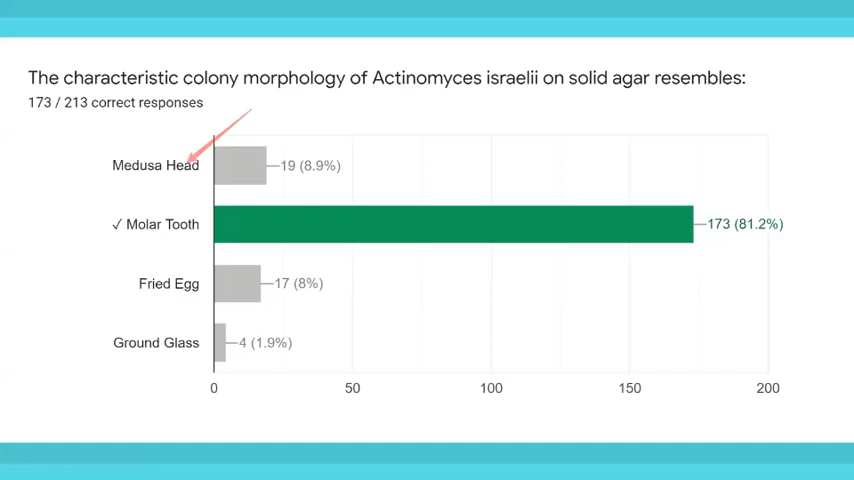 The characteristic colony morphology of Actinomyces israelii on solid agar resembles:
173 / 213 correct responses
Medusa Head 19 (8.9%)
✓ Molar Tooth 173 (81.2%)
Fried Egg 17 (8%)
Ground Glass 4 (1.9%)
0 50 100 150 200